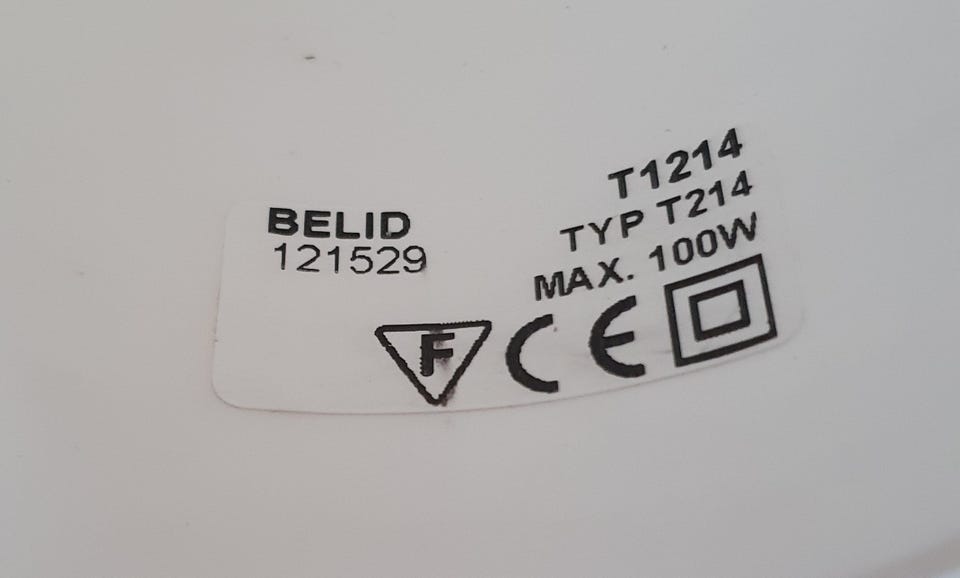 BELID
121529
T1214
TYP T214
MAX. 100W
F CE